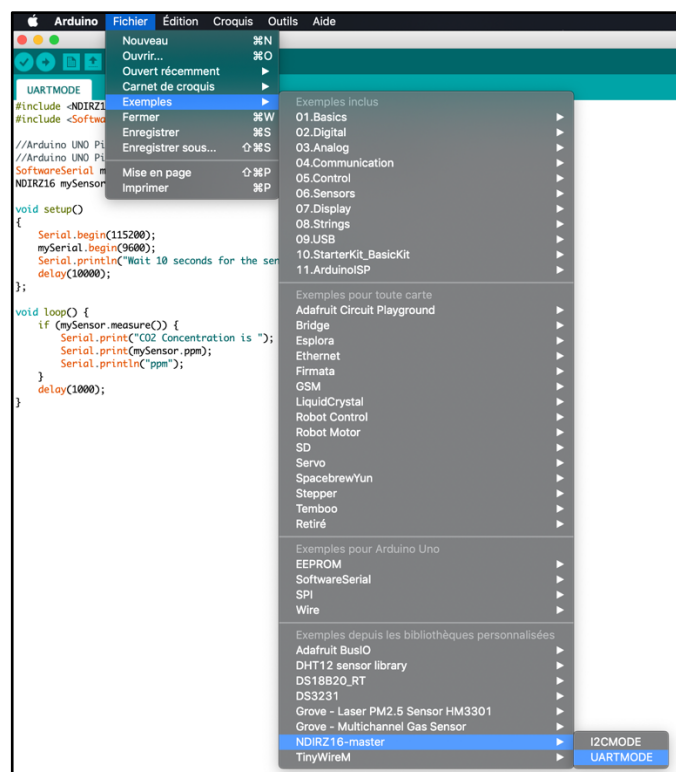 Arduino Fichier Édition Croquis Outils Aide
Nouveau ⌘N
Ouvrir... ⌘O
Ouvert récemment ▶
Carnet de croquis ▶
Exemples ▶
Fermer ⌘W
Enregistrer ⌘S
Enregistrer sous... ⇧⌘S
Mise en page ⇧⌘P
Imprimer ⌘P
Exemples inclus
01.Basics ▶
02.Digital ▶
03.Analog ▶
04.Communication ▶
05.Control ▶
06.Sensors ▶
07.Display ▶
08.Strings ▶
09.USB ▶
10.StarterKit_BasicKit ▶
11.ArduinoISP ▶
Exemples pour toute carte
Adafruit Circuit Playground ▶
Bridge ▶
Esplora ▶
Ethernet ▶
Firmata ▶
GSM ▶
LiquidCrystal ▶
Robot Control ▶
Robot Motor ▶
SD ▶
Servo ▶
SpacebrewYun ▶
Stepper ▶
Temboo ▶
Retiré ▶
Exemples pour Arduino Uno
EEPROM ▶
SoftwareSerial ▶
SPI ▶
Wire ▶
Exemples depuis les bibliothèques personnalisées
Adafruit BusIO ▶
DHT12 sensor library ▶
DS18B20_RT ▶
DS3231 ▶
Grove - Laser PM2.5 Sensor HM3301 ▶
Grove - Multichannel Gas Sensor ▶
NDIRZ16-master ▶
TinyWireM ▶
I2CMODE
UARTMODE
UARTMODE
#include <NDIRZ1
#include <Softwa
//Arduino UNO Pi
//Arduino UNO Pi
SoftwareSerial m
NDIRZ16 mySensor
void setup()
{
Serial.begin(115200);
mySerial.begin(9600);
Serial.println("Wait 10 seconds for the sen
delay(10000);
};
void loop() {
if (mySensor.measure()) {
Serial.print("CO2 Concentration is ");
Serial.print(mySensor.ppm);
Serial.println("ppm");
}
delay(1000);
}